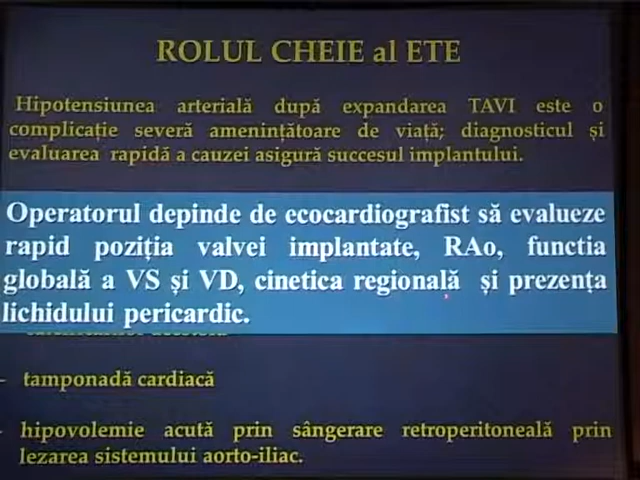 ROLUL CHEIE al ETE
Hipotensiunea arterială după expandarea TAVI este o
complicație severă amenințătoare de viață; diagnosticul și
evaluarea rapidă a cauzei asigură succesul implantului.
Operatorul depinde de ecocardiografist să evalueze
rapid poziția valvei implantate, RAo, functia
globală a VS și VD, cinetica regională și prezența
lichidului pericardic.
- tamponadă cardiacă
- hipovolemie acută prin sângerare retroperitoneală prin
lezarea sistemului aorto-iliac.